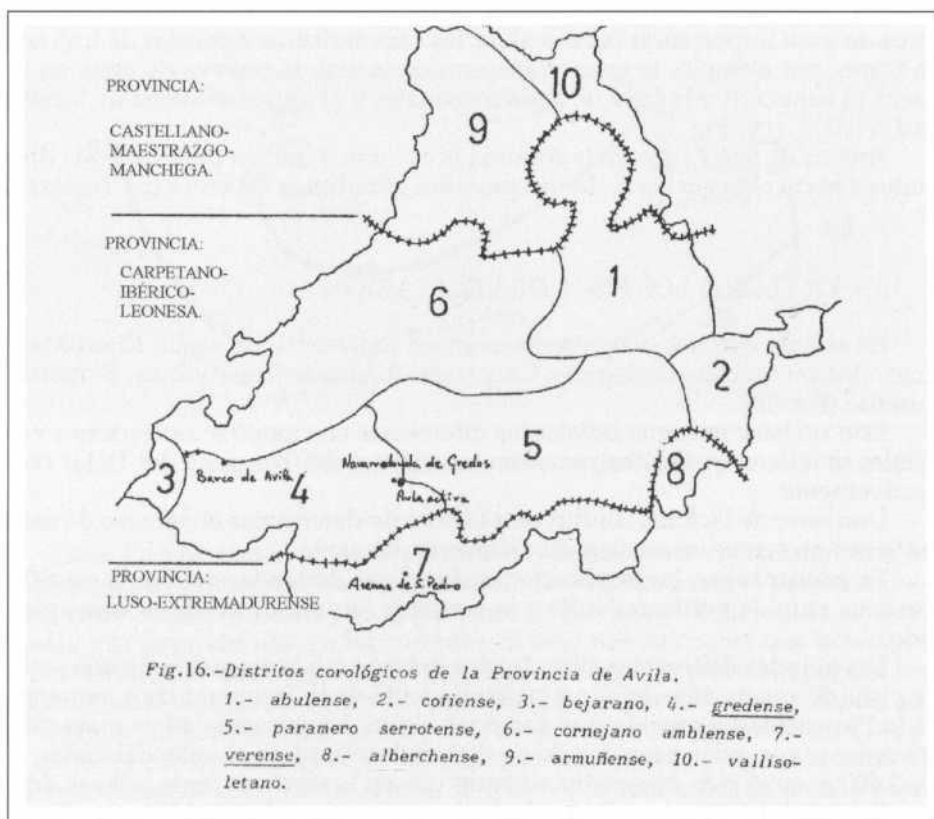 PROVINCIA:
CASTELLANO-
MAESTRAZGO-
MANCHEGA.
10
9
PROVINCIA:
CARPETANO-
IBÉRICO-
LEONESA.
6
1
2
5
3
Barco de Avila
4
Navarredonda de Gredos
Aula activa
8
PROVINCIA:
LUSO-EXTREMADURENSE
7
Arenas de S. Pedro
Fig.16.-Distritos corológicos de la Provincia de Avila.
1.- abulense, 2.- cofiense, 3.- bejarano, 4.- gredense,
5.- paramero serrotense, 6.- cornejano amblense, 7.-
verense, 8.- alberchense, 9.- armuñense, 10.- valliso-
letano.